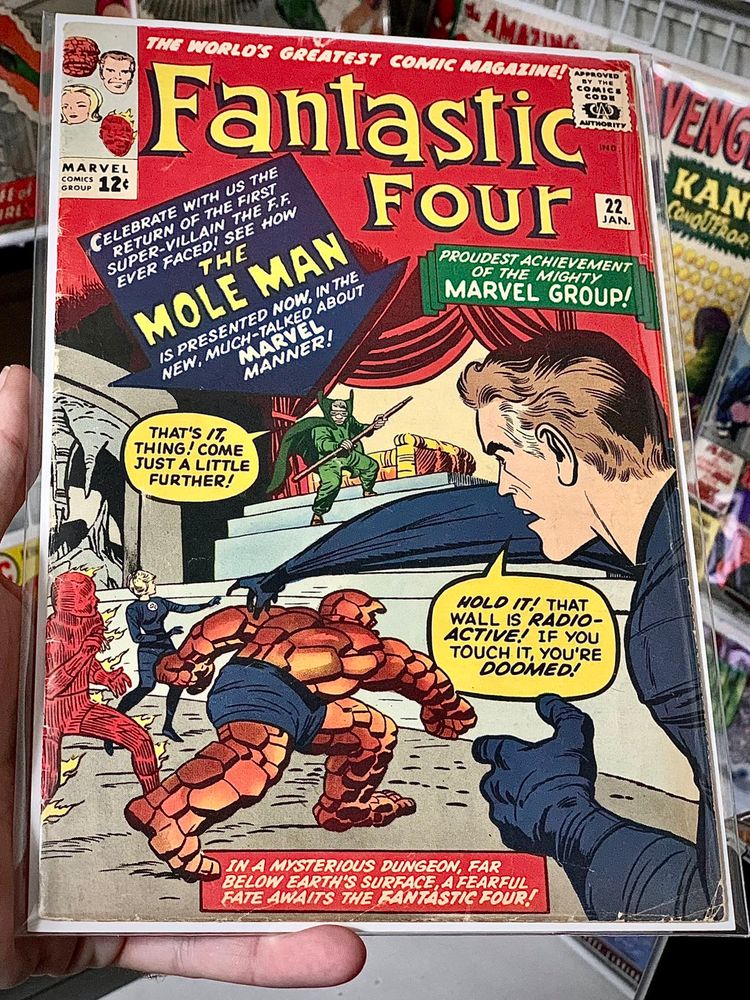 THE WORLD'S GREATEST COMIC MAGAZINE!
Fantastic
Four
APPROVED
BY THE
COMICS
CODE
CA
AUTHORITY
IND.
MARVEL
COMICS
GROUP 12¢
22
JAN.
CELEBRATE WITH US THE
RETURN OF THE FIRST
SUPER-VILLAIN THE F.F.
EVER FACED! SEE HOW
THE
MOLE MAN
IS PRESENTED NOW, IN THE
NEW, MUCH-TALKED ABOUT
MARVEL
MANNER!
PROUDEST ACHIEVEMENT
OF THE MIGHTY
MARVEL GROUP!
THAT'S IT,
THING! COME
JUST A LITTLE
FURTHER!
HOLD IT! THAT
WALL IS RADIO-
ACTIVE! IF YOU
TOUCH IT, YOU'RE
DOOMED!
IN A MYSTERIOUS DUNGEON, FAR
BELOW EARTH'S SURFACE, A FEARFUL
FATE AWAITS THE FANTASTIC FOUR!
THE AMAZING
VENG
KAN